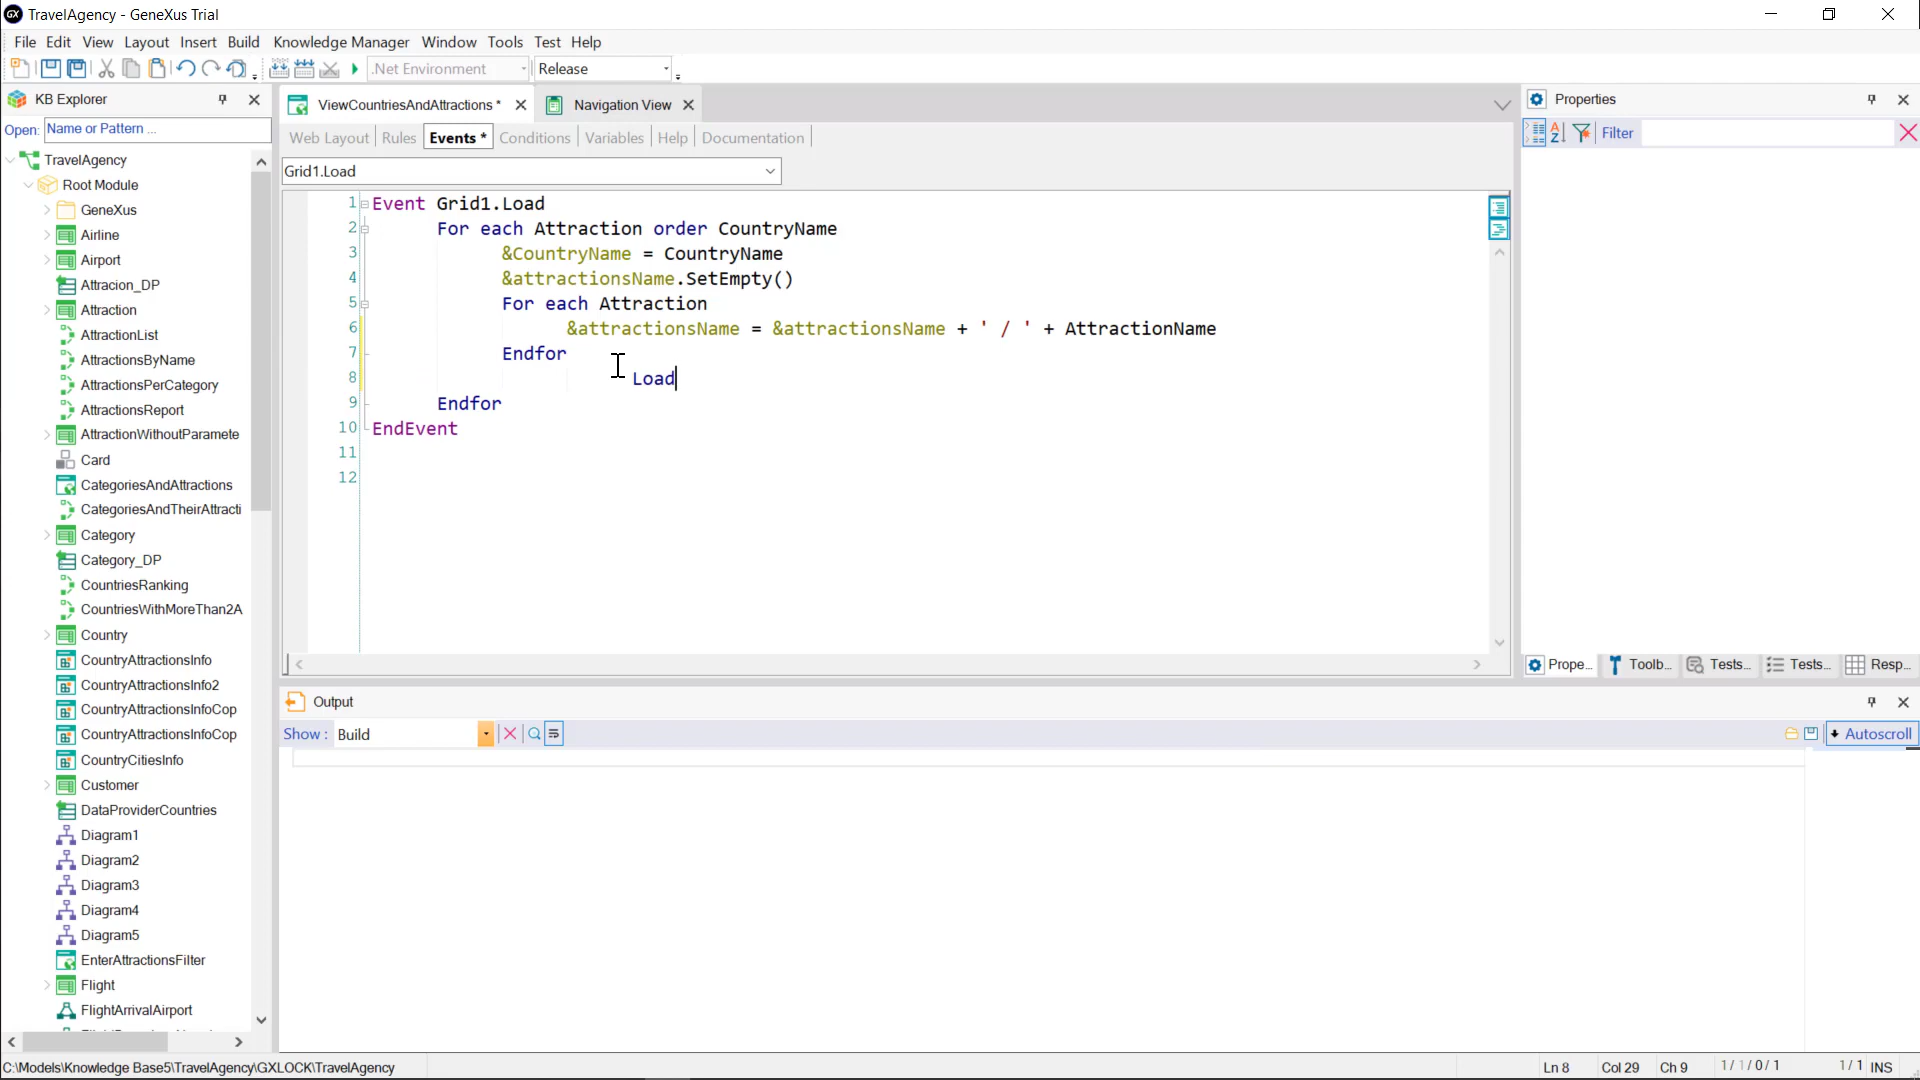 TravelAgency - GeneXus Trial
File Edit View Layout Insert Build Knowledge Manager Window Tools Test Help
.Net Environment Release
KB Explorer
Open: Name or Pattern ...
TravelAgency
Root Module
GeneXus
Airline
Airport
Attracion_DP
Attraction
AttractionList
AttractionsByName
AttractionsPerCategory
AttractionsReport
AttractionWithoutParamete
Card
CategoriesAndAttractions
CategoriesAndTheirAttracti
Category
Category_DP
CountriesRanking
CountriesWithMoreThan2A
Country
CountryAttractionsInfo
CountryAttractionsInfo2
CountryAttractionsInfoCop
CountryAttractionsInfoCop
CountryCitiesInfo
Customer
DataProviderCountries
Diagram1
Diagram2
Diagram3
Diagram4
Diagram5
EnterAttractionsFilter
Flight
FlightArrivalAirport
ViewCountriesAndAttractions * Navigation View
Web Layout Rules Events * Conditions Variables Help Documentation
Grid1.Load
1 Event Grid1.Load
2 For each Attraction order CountryName
3 &CountryName = CountryName
4 &attractionsName.SetEmpty()
5 For each Attraction
6 &attractionsName = &attractionsName + ' / ' + AttractionName
7 Endfor
8 Load
9 Endfor
10 EndEvent
11
12
Properties
Filter
Prope... Toolb... Tests... Tests... Resp...
Output
Show : Build
Autoscroll
C:\Models\Knowledge Base5\TravelAgency\GXLOCK\TravelAgency
Ln 8 Col 29 Ch 9 1/1/0/1 1/1 INS